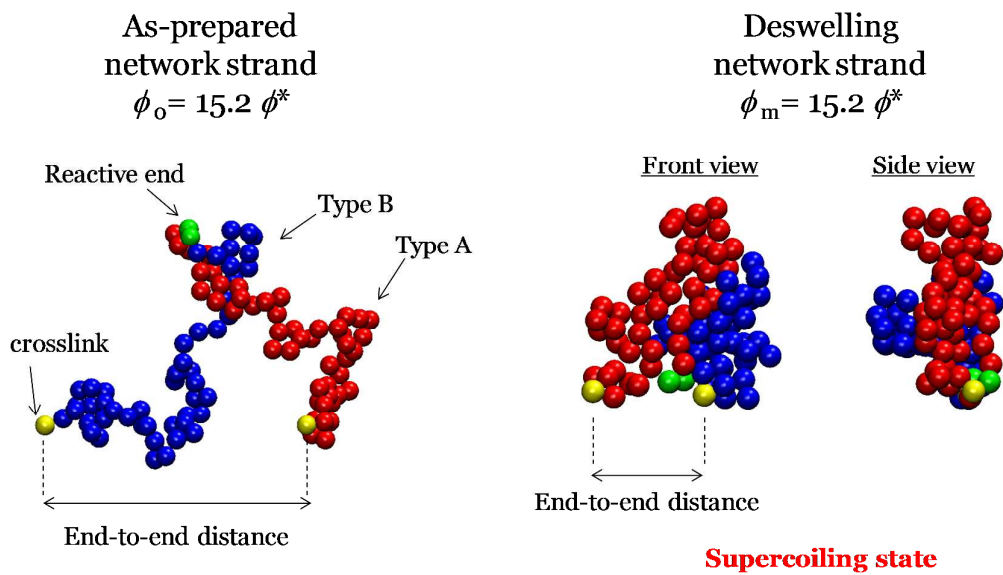 As-prepared
network strand
ϕo= 15.2 ϕ*
Reactive end
Type B
Type A
crosslink
End-to-end distance
Deswelling
network strand
ϕm= 15.2 ϕ*
Front view
Side view
End-to-end distance
Supercoiling state